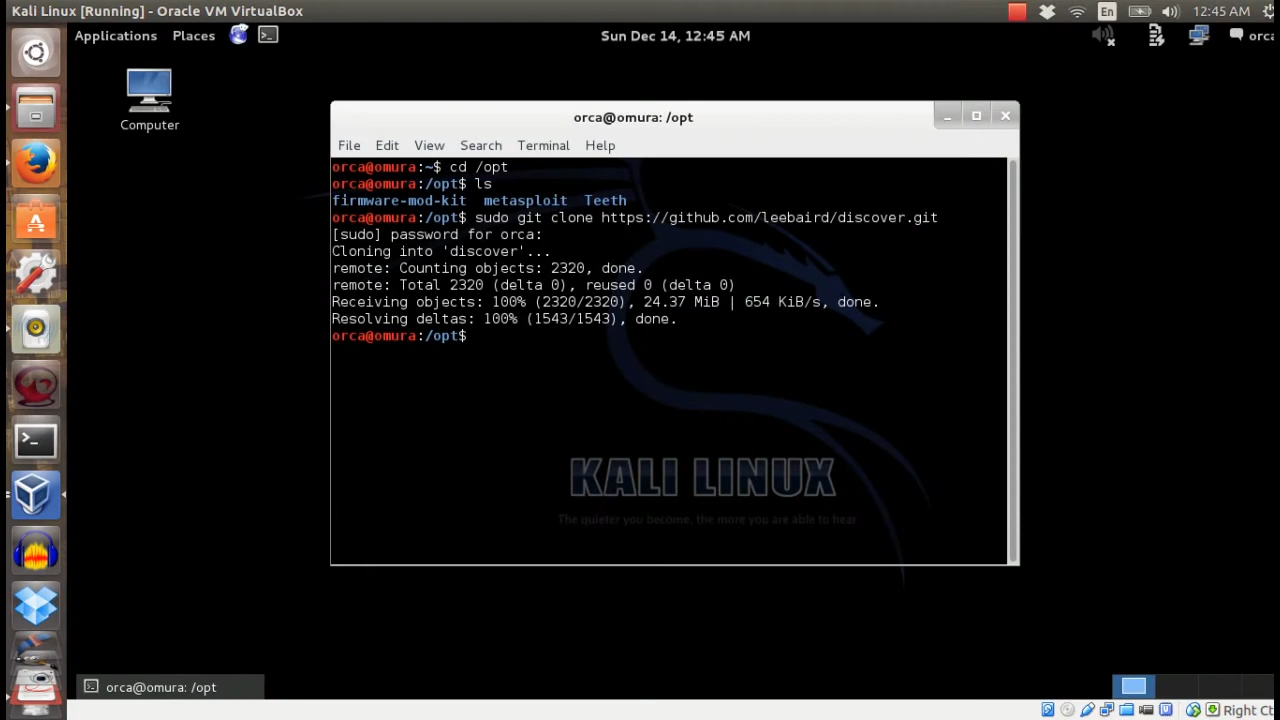 Kali Linux [Running] - Oracle VM VirtualBox
En
12:45 AM
Applications Places
Sun Dec 14, 12:45 AM
orca
Computer
orca@omura: /opt
File Edit View Search Terminal Help
orca@omura:~$ cd /opt
orca@omura:/opt$ ls
firmware-mod-kit metasploit Teeth
orca@omura:/opt$ sudo git clone https://github.com/leebaird/discover.git
[sudo] password for orca:
Cloning into 'discover'...
remote: Counting objects: 2320, done.
remote: Total 2320 (delta 0), reused 0 (delta 0)
Receiving objects: 100% (2320/2320), 24.37 MiB | 654 KiB/s, done.
Resolving deltas: 100% (1543/1543), done.
orca@omura:/opt$
KALI LINUX
The quieter you become, the more you are able to hear
orca@omura: /opt
Right Ct